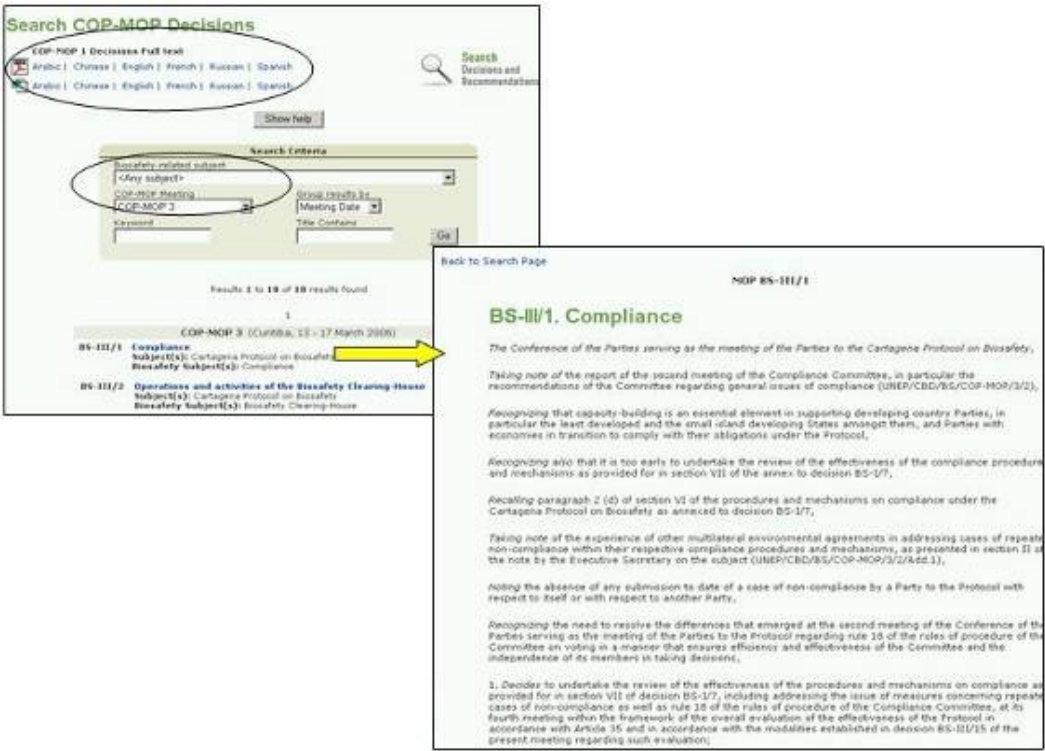 Search COP-MOP Decisions
COP-MOP 1 Decisions Full text
Arabic | Chinese | English | French | Russian | Spanish
Arabic | Chinese | English | French | Russian | Spanish
Search
Decisions and
Recommendations
Show help
Search Criteria
Biosafety-related subject
<Any subject>
COP-MOP Meeting
Group results by
COP-MOP 3
Meeting Date
Keyword
Title Contains
Go
Results 1 to 18 of 18 results found
1
COP-MOP 3 (Curitiba, 13 - 17 March 2006)
BS-III/1 Compliance
Subject(s): Cartagena Protocol on Biosafety
Biosafety Subject(s): Compliance
BS-III/2 Operations and activities of the Biosafety Clearing-House
Subject(s): Cartagena Protocol on Biosafety
Biosafety Subject(s): Biosafety Clearing-House
Back to Search Page
MOP BS-III/1
BS-III/1. Compliance
The Conference of the Parties serving as the meeting of the Parties to the Cartagena Protocol on Biosafety,
Taking note of the report of the second meeting of the Compliance Committee, in particular the
recommendations of the Committee regarding general issues of compliance (UNEP/CBD/BS/COP-MOP/3/2),
Recognizing that capacity-building is an essential element in supporting developing country Parties, in
particular the least developed and the small island developing States amongst them, and Parties with
economies in transition to comply with their obligations under the Protocol,
Recognizing also that it is too early to undertake the review of the effectiveness of the compliance procedure
and mechanisms as provided for in section VII of the annex to decision BS-I/7,
Recalling paragraph 2 (d) of section VI of the procedures and mechanisms on compliance under the
Cartagena Protocol on Biosafety as annexed to decision BS-I/7,
Taking note of the experience of other multilateral environmental agreements in addressing cases of repeate
non-compliance within their respective compliance procedures and mechanisms, as presented in section II of
the note by the Executive Secretary on the subject (UNEP/CBD/BS/COP-MOP/3/2/Add.1),
Noting the absence of any submission to date of a case of non-compliance by a Party to the Protocol with
respect to itself or with respect to another Party,
Recognizing the need to resolve the differences that emerged at the second meeting of the Conference of the
Parties serving as the meeting of the Parties to the Protocol regarding rule 18 of the rules of procedure of the
Committee on voting in a manner that ensures efficiency and effectiveness of the Committee and the
independence of its members in taking decisions,
1. Decides to undertake the review of the effectiveness of the procedures and mechanisms on compliance as
provided for in section VII of decision BS-I/7, including addressing the issue of measures concerning repeate
cases of non-compliance as well as rule 18 of the rules of procedure of the Compliance Committee, at its
fourth meeting within the framework of the overall evaluation of the effectiveness of the Protocol in
accordance with Article 35 and in accordance with the modalities established in decision BS-III/15 of the
present meeting regarding such evaluation;